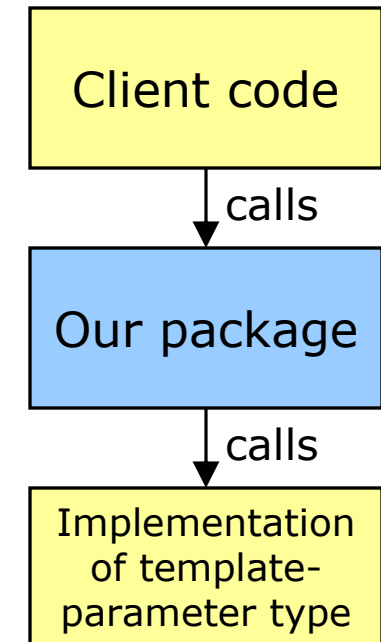 Client code
calls
Our package
calls
Implementation
of template-
parameter type